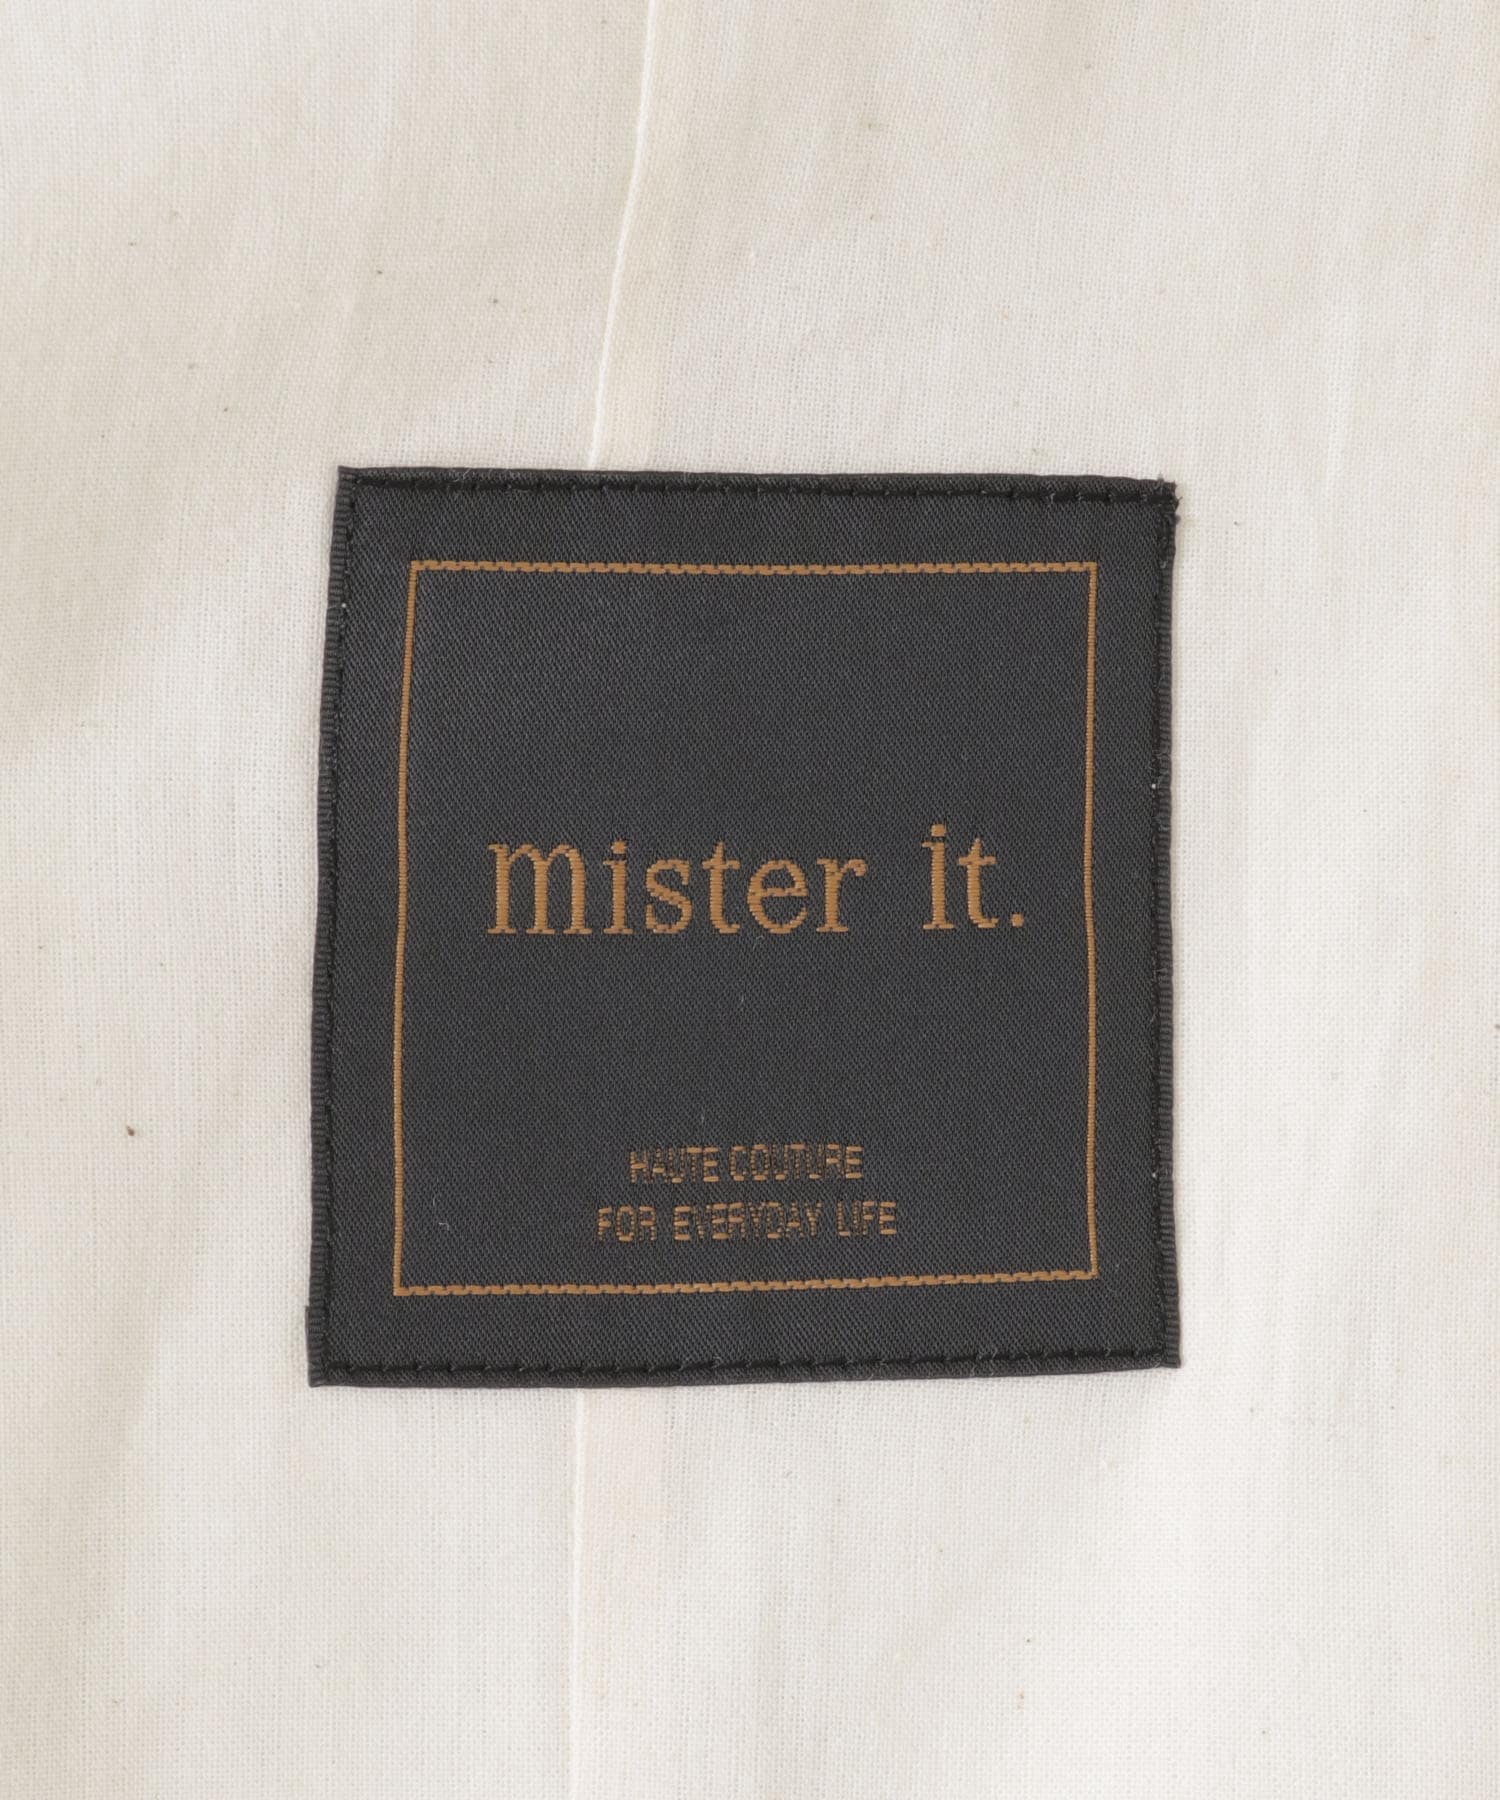 mister it.
HAUTE COUTURE
FOR EVERYDAY LIFE